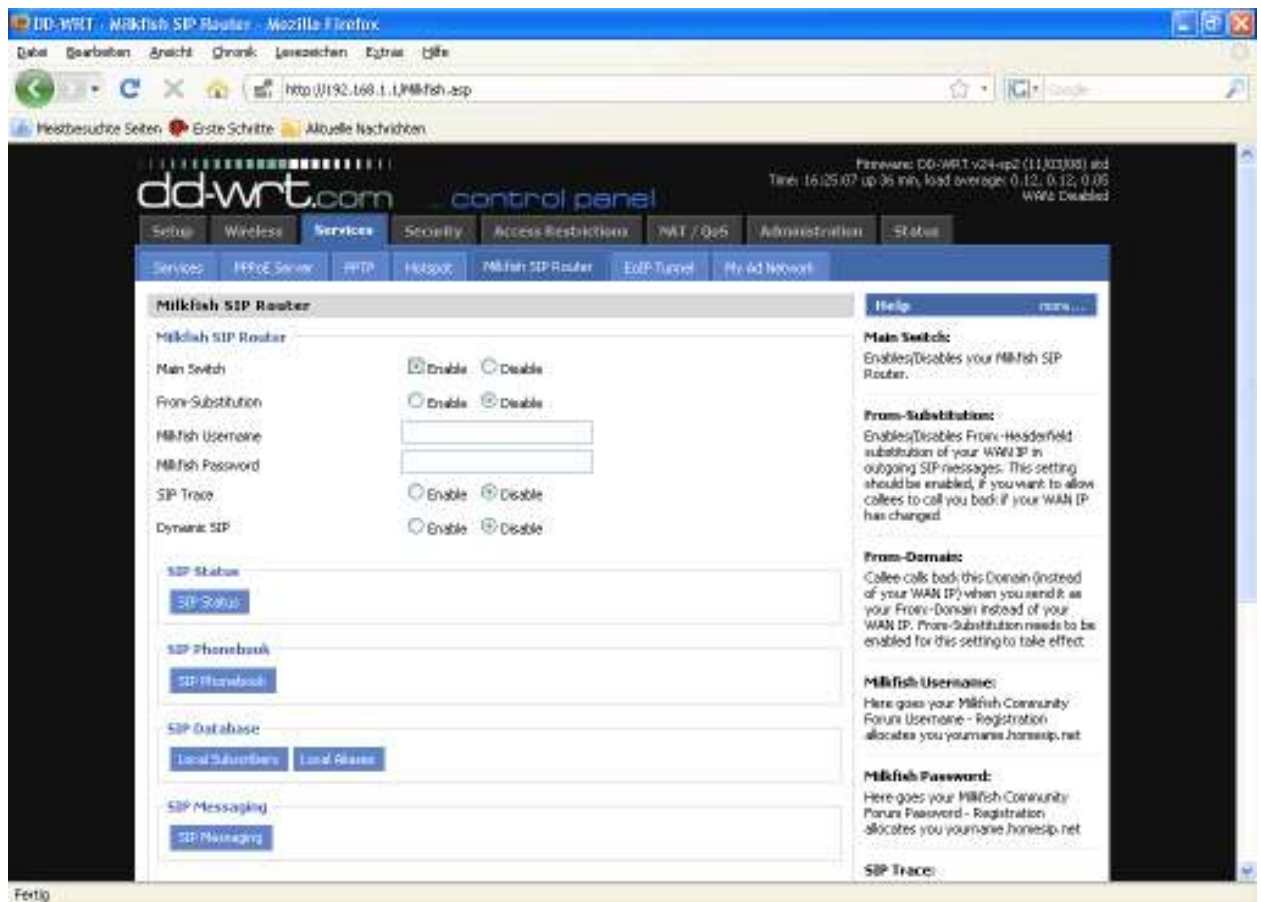 DD-WRT - Milkfish SIP Router - Mozilla Firefox
Datei Bearbeiten Ansicht Chronik Lesezeichen Extras Hilfe
http://192.168.1.1/Milkfish.asp
Google
Meistbesuchte Seiten Erste Schritte Aktuelle Nachrichten
Firmware: DD-WRT v24-sp2 (11/03/08) std
Time: 16:25:07 up 36 min, load average: 0.12, 0.12, 0.05
WAN: Disabled
dd-wrt.com ... control panel
Setup Wireless Services Security Access Restrictions NAT / QoS Administration Status
Services PPPoE Server PPTP Hotspot Milkfish SIP Router EoIP Tunnel My Ad Network
Milkfish SIP Router
Milkfish SIP Router
Main Switch Enable Disable
From-Substitution Enable Disable
Milkfish Username
Milkfish Password
SIP Trace Enable Disable
Dynamic SIP Enable Disable
SIP Status
SIP Status
SIP Phonebook
SIP Phonebook
SIP Database
Local Subscribers Local Aliases
SIP Messaging
SIP Messaging
Help more...
Main Switch:
Enables/Disables your Milkfish SIP
Router.
From-Substitution:
Enables/Disables From:-Headerfield
substitution of your WAN IP in
outgoing SIP messages. This setting
should be enabled, if you want to allow
callees to call you back if your WAN IP
has changed
From-Domain:
Callee calls back this Domain (instead
of your WAN IP) when you send it as
your From:-Domain instead of your
WAN IP. From-Substitution needs to be
enabled for this setting to take effect
Milkfish Username:
Here goes your Milkfish Community
Forum Username - Registration
allocates you yourname.homesip.net
Milkfish Password:
Here goes your Milkfish Community
Forum Password - Registration
allocates you yourname.homesip.net
SIP Trace:
Fertig